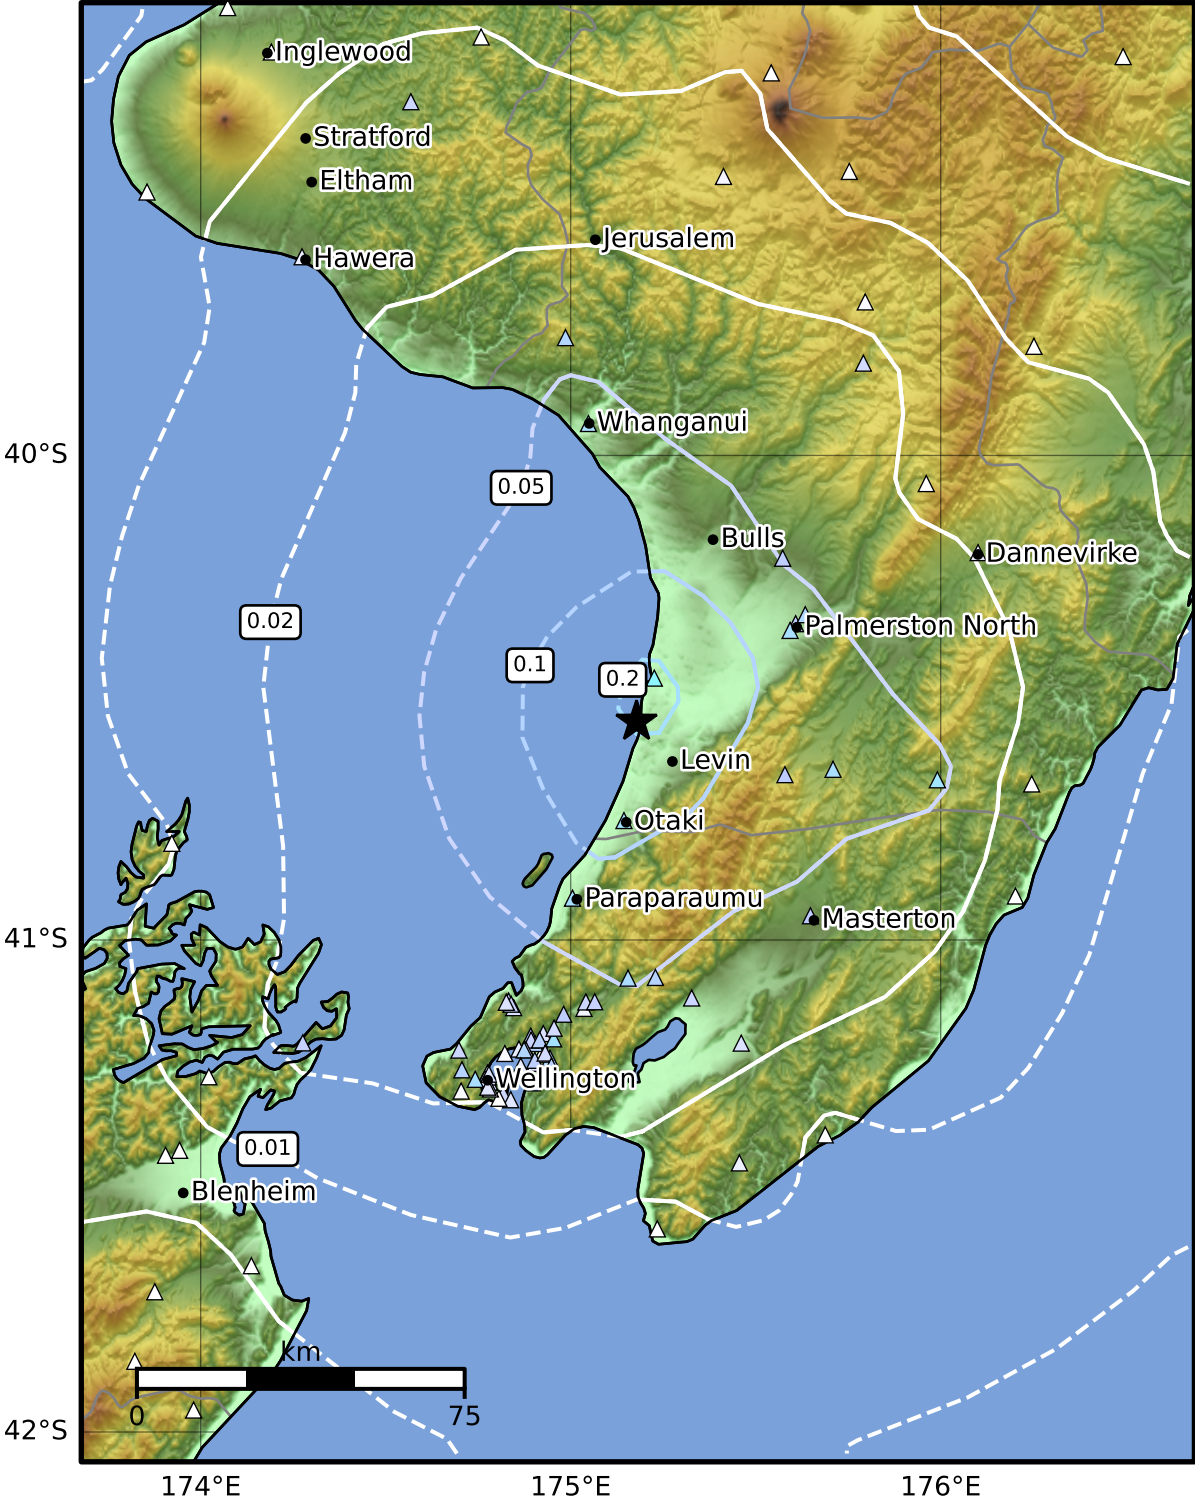 Inglewood
Stratford
Eltham
Jerusalem
Hawera
Whanganui
40°S
0.05
Bulls
Dannevirke
0.02
Palmerston North
0.1
0.2
Levin
Otaki
Paraparaumu
Masterton
41°S
Wellington
0.01
Blenheim
km
0
75
42°S
174°E
175°E
176°E